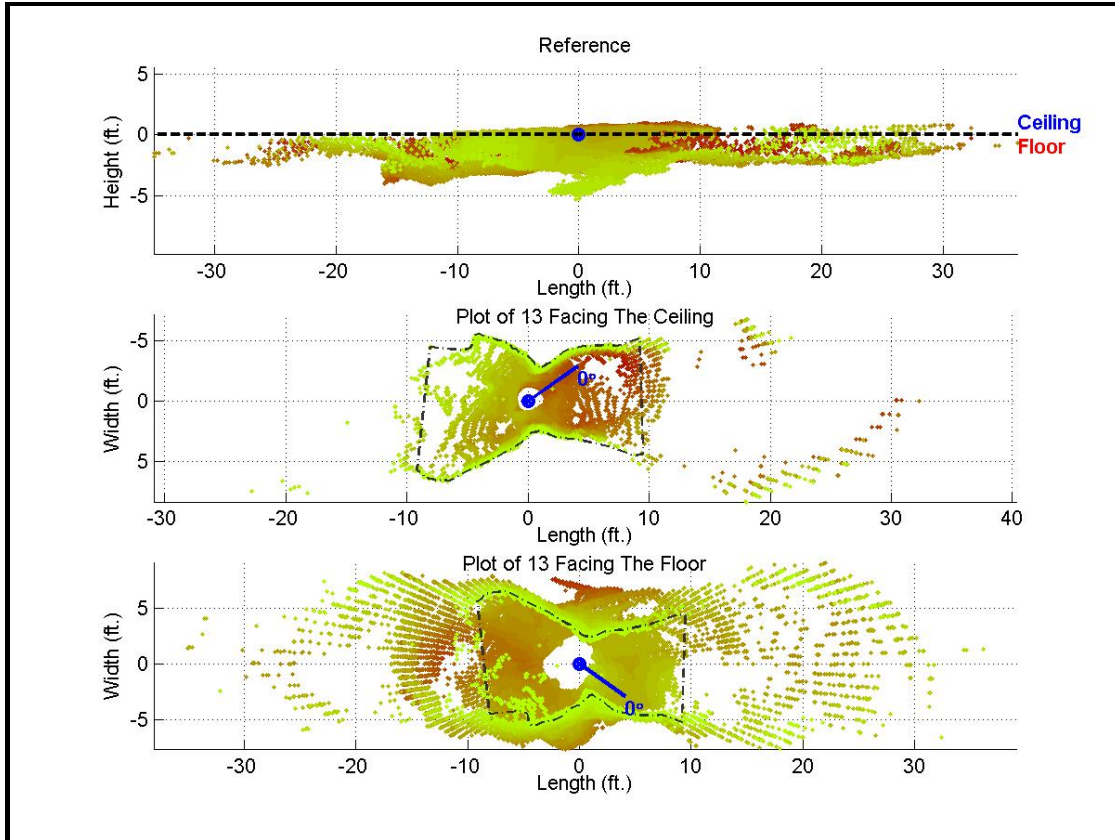 Reference
5
0
-5
Height (ft.)
Ceiling
Floor
-30 -20 -10 0 10 20 30
Length (ft.)
Plot of 13 Facing The Ceiling
-5
0
5
Width (ft.)
0º
-30 -20 -10 0 10 20 30 40
Length (ft.)
Plot of 13 Facing The Floor
5
0
-5
Width (ft.)
0º
-30 -20 -10 0 10 20 30
Length (ft.)